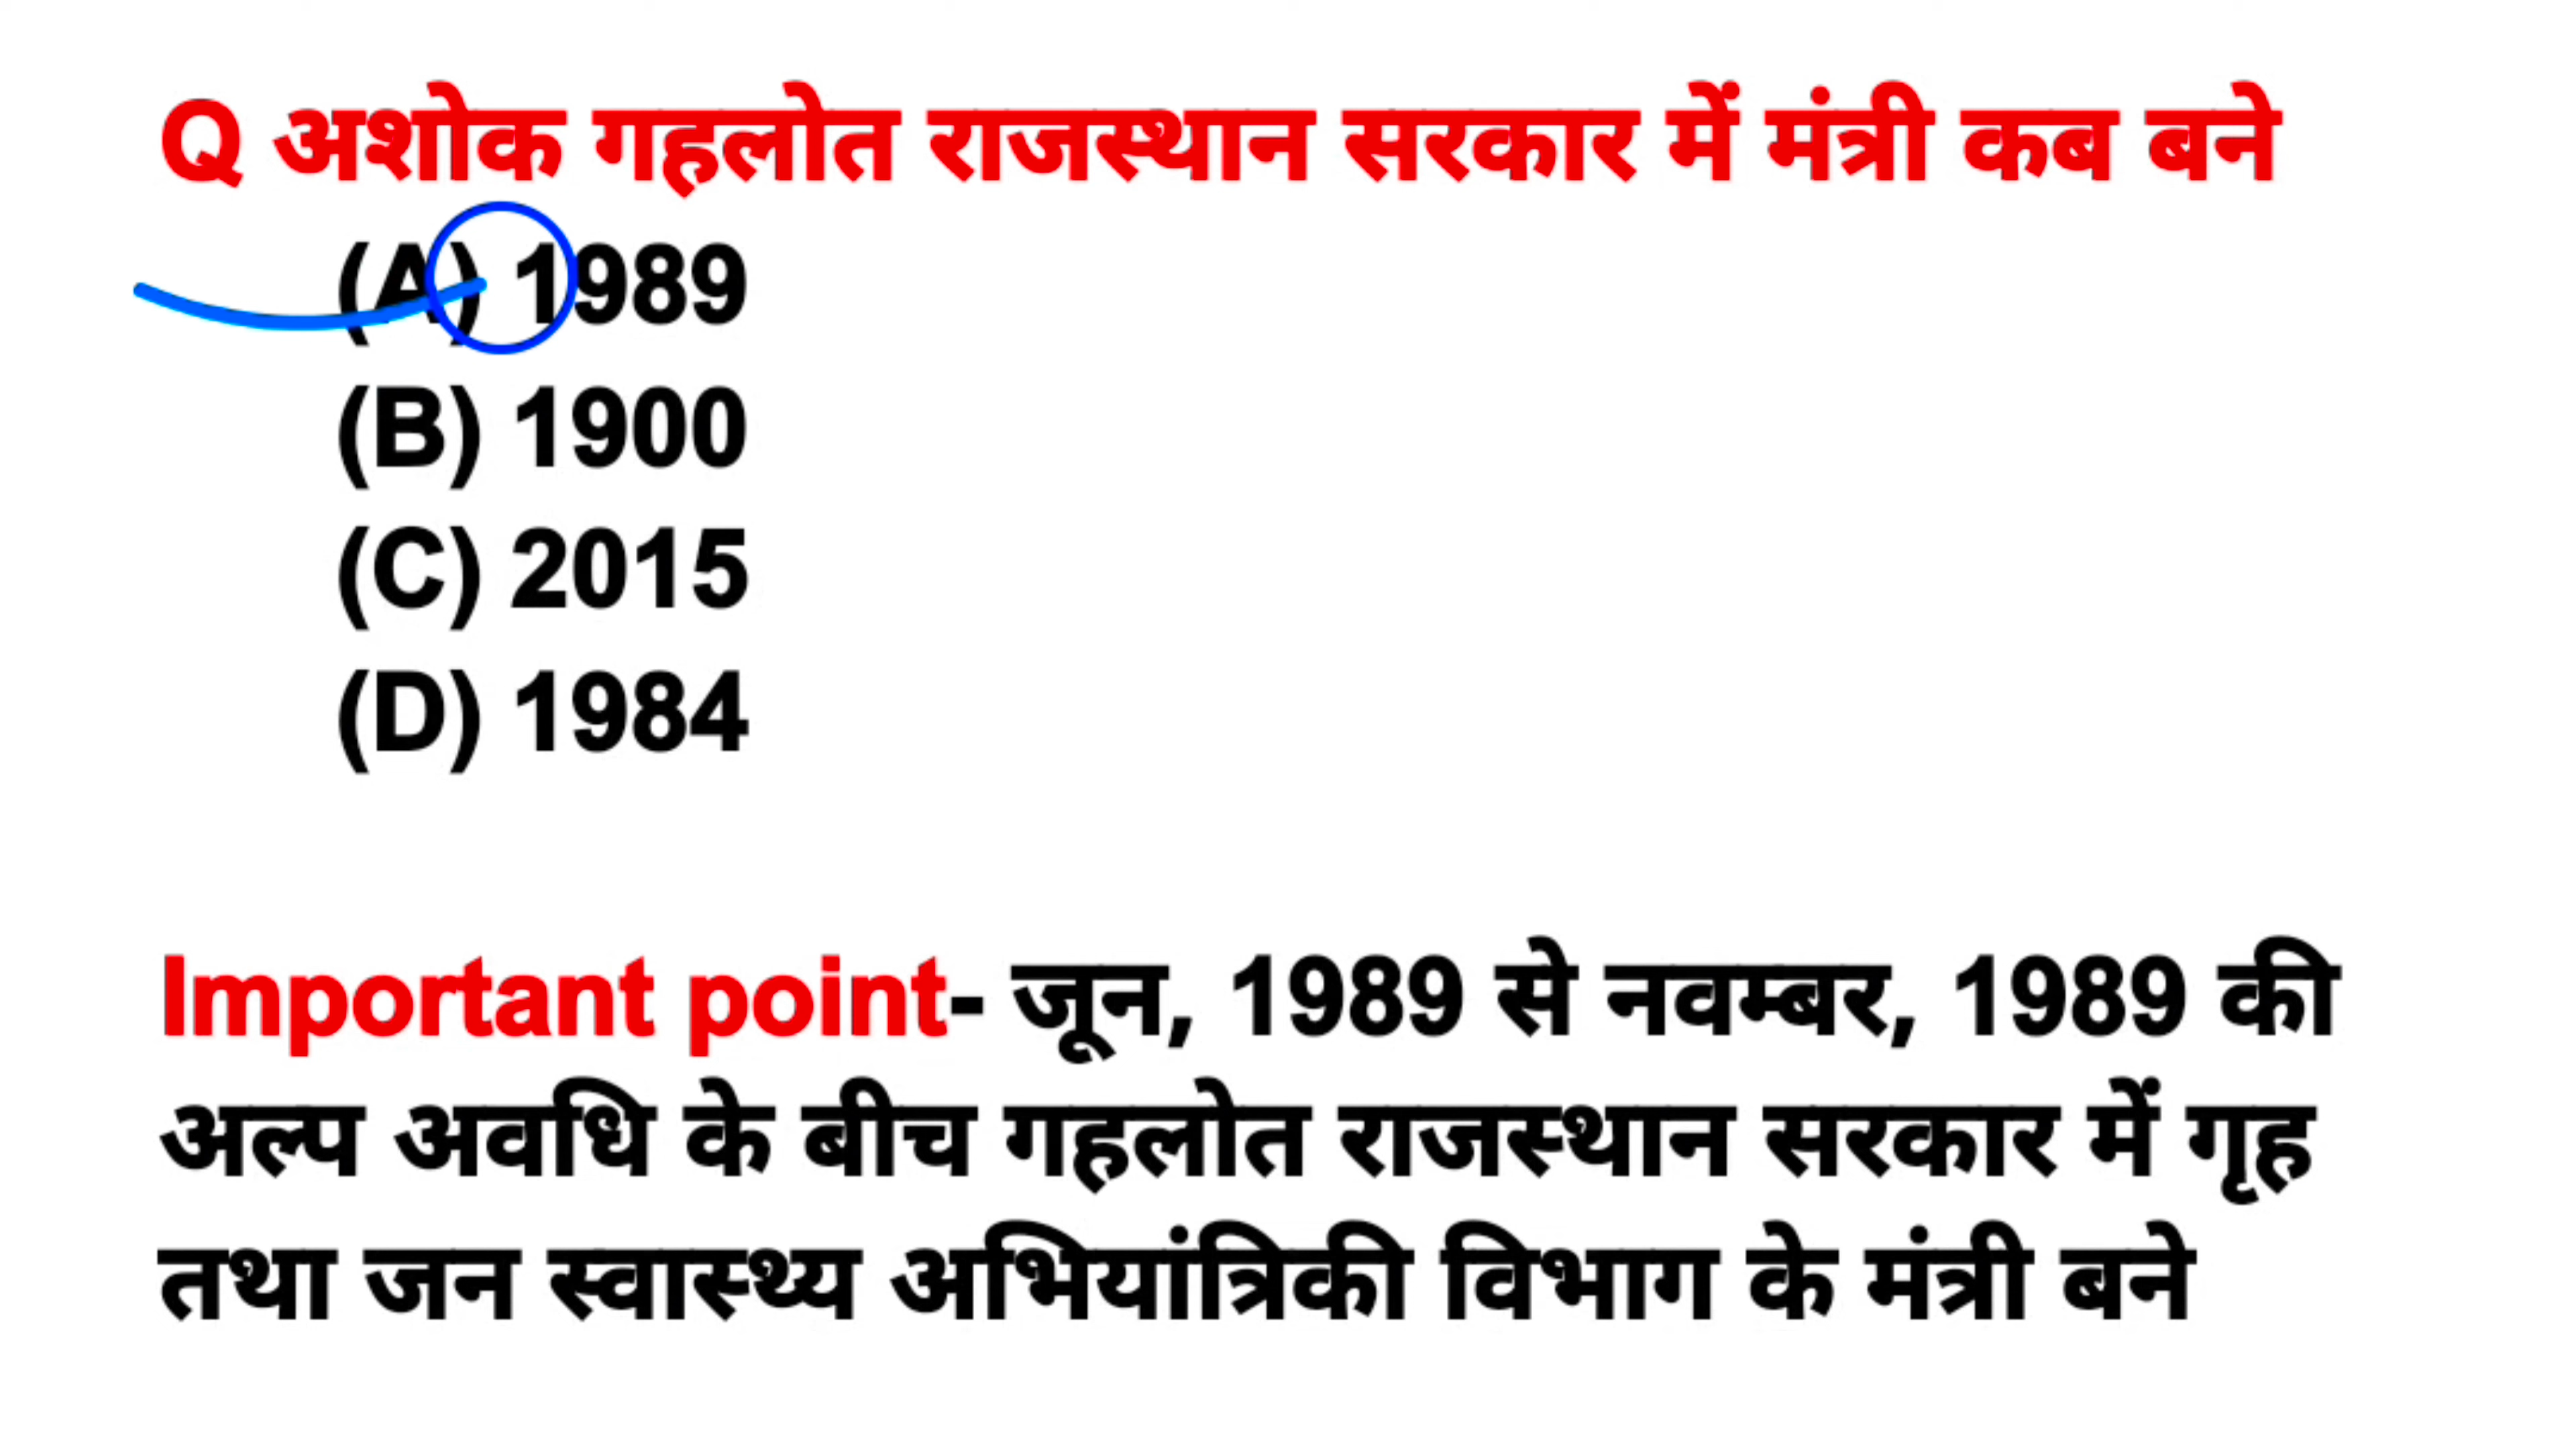 Q अशोक गहलोत राजस्थान सरकार में मंत्री कब बने
(A) 1989
(B) 1900
(C) 2015
(D) 1984
Important point- जून, 1989 से नवम्बर, 1989 की
अल्प अवधि के बीच गहलोत राजस्थान सरकार में गृह
तथा जन स्वास्थ्य अभियांत्रिकी विभाग के मंत्री बने